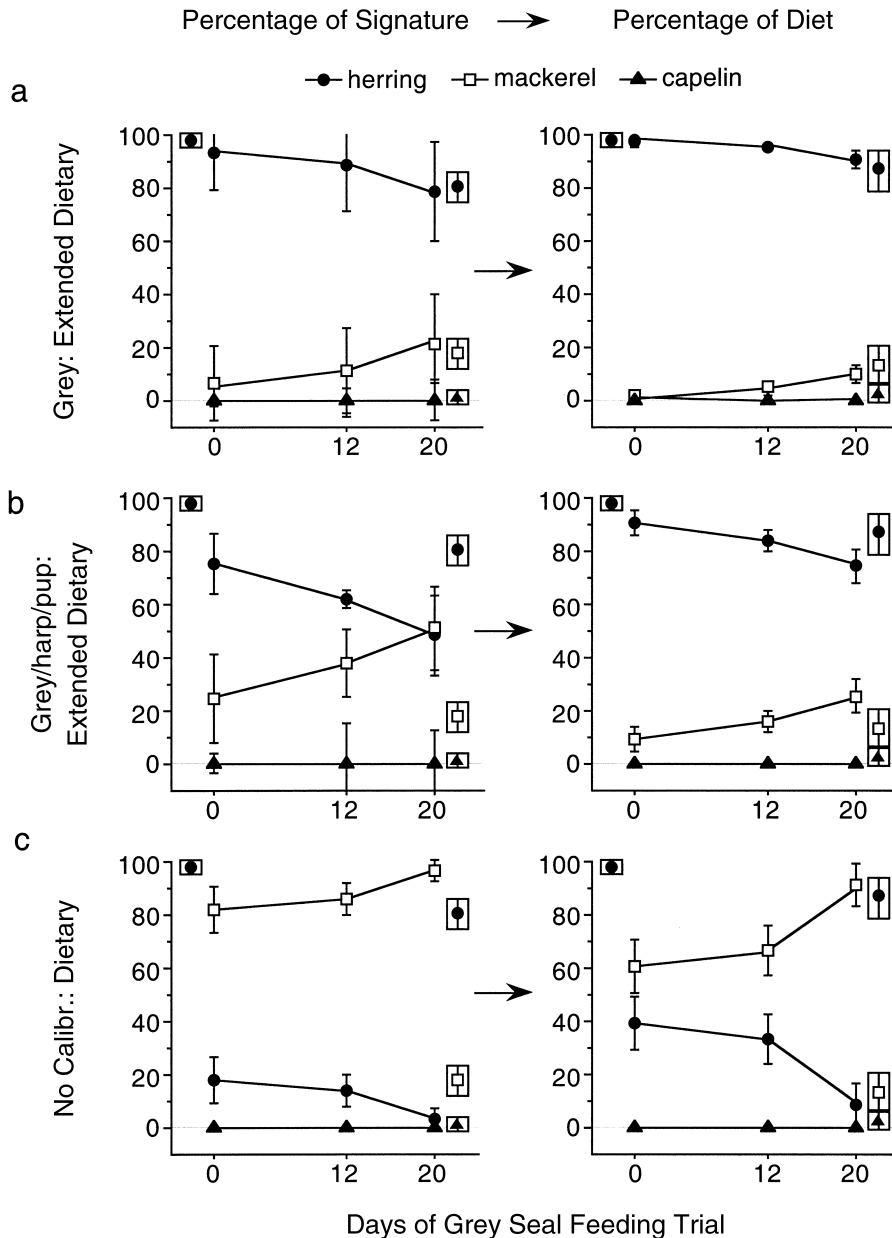 Percentage of Signature → Percentage of Diet
herring mackerel capelin
a
Grey: Extended Dietary
100
80
60
40
20
0
0 12 20
100
80
60
40
20
0
0 12 20
b
Grey/harp/pup:
Extended Dietary
100
80
60
40
20
0
0 12 20
100
80
60
40
20
0
0 12 20
c
No Calibr.: Dietary
100
80
60
40
20
0
0 12 20
100
80
60
40
20
0
0 12 20
Days of Grey Seal Feeding Trial